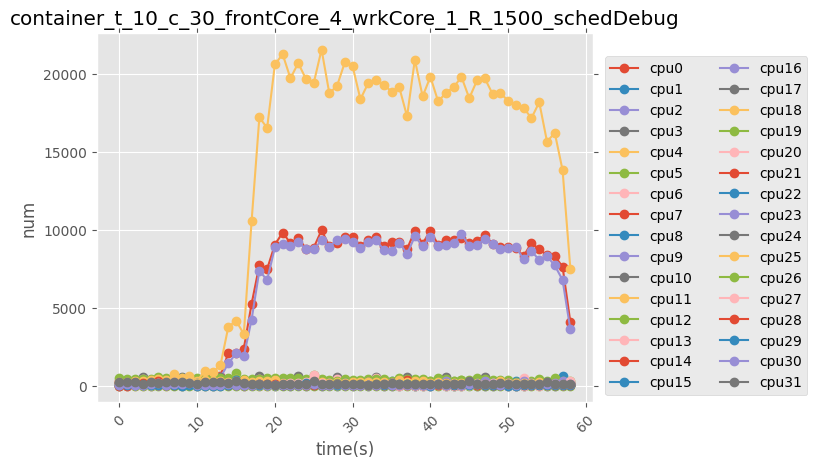 container_t_10_c_30_frontCore_4_wrkCore_1_R_1500_schedDebug
num
20000
15000
10000
5000
0
0
10
20
30
40
50
60
time(s)
cpu0
cpu1
cpu2
cpu3
cpu4
cpu5
cpu6
cpu7
cpu8
cpu9
cpu10
cpu11
cpu12
cpu13
cpu14
cpu15
cpu16
cpu17
cpu18
cpu19
cpu20
cpu21
cpu22
cpu23
cpu24
cpu25
cpu26
cpu27
cpu28
cpu29
cpu30
cpu31